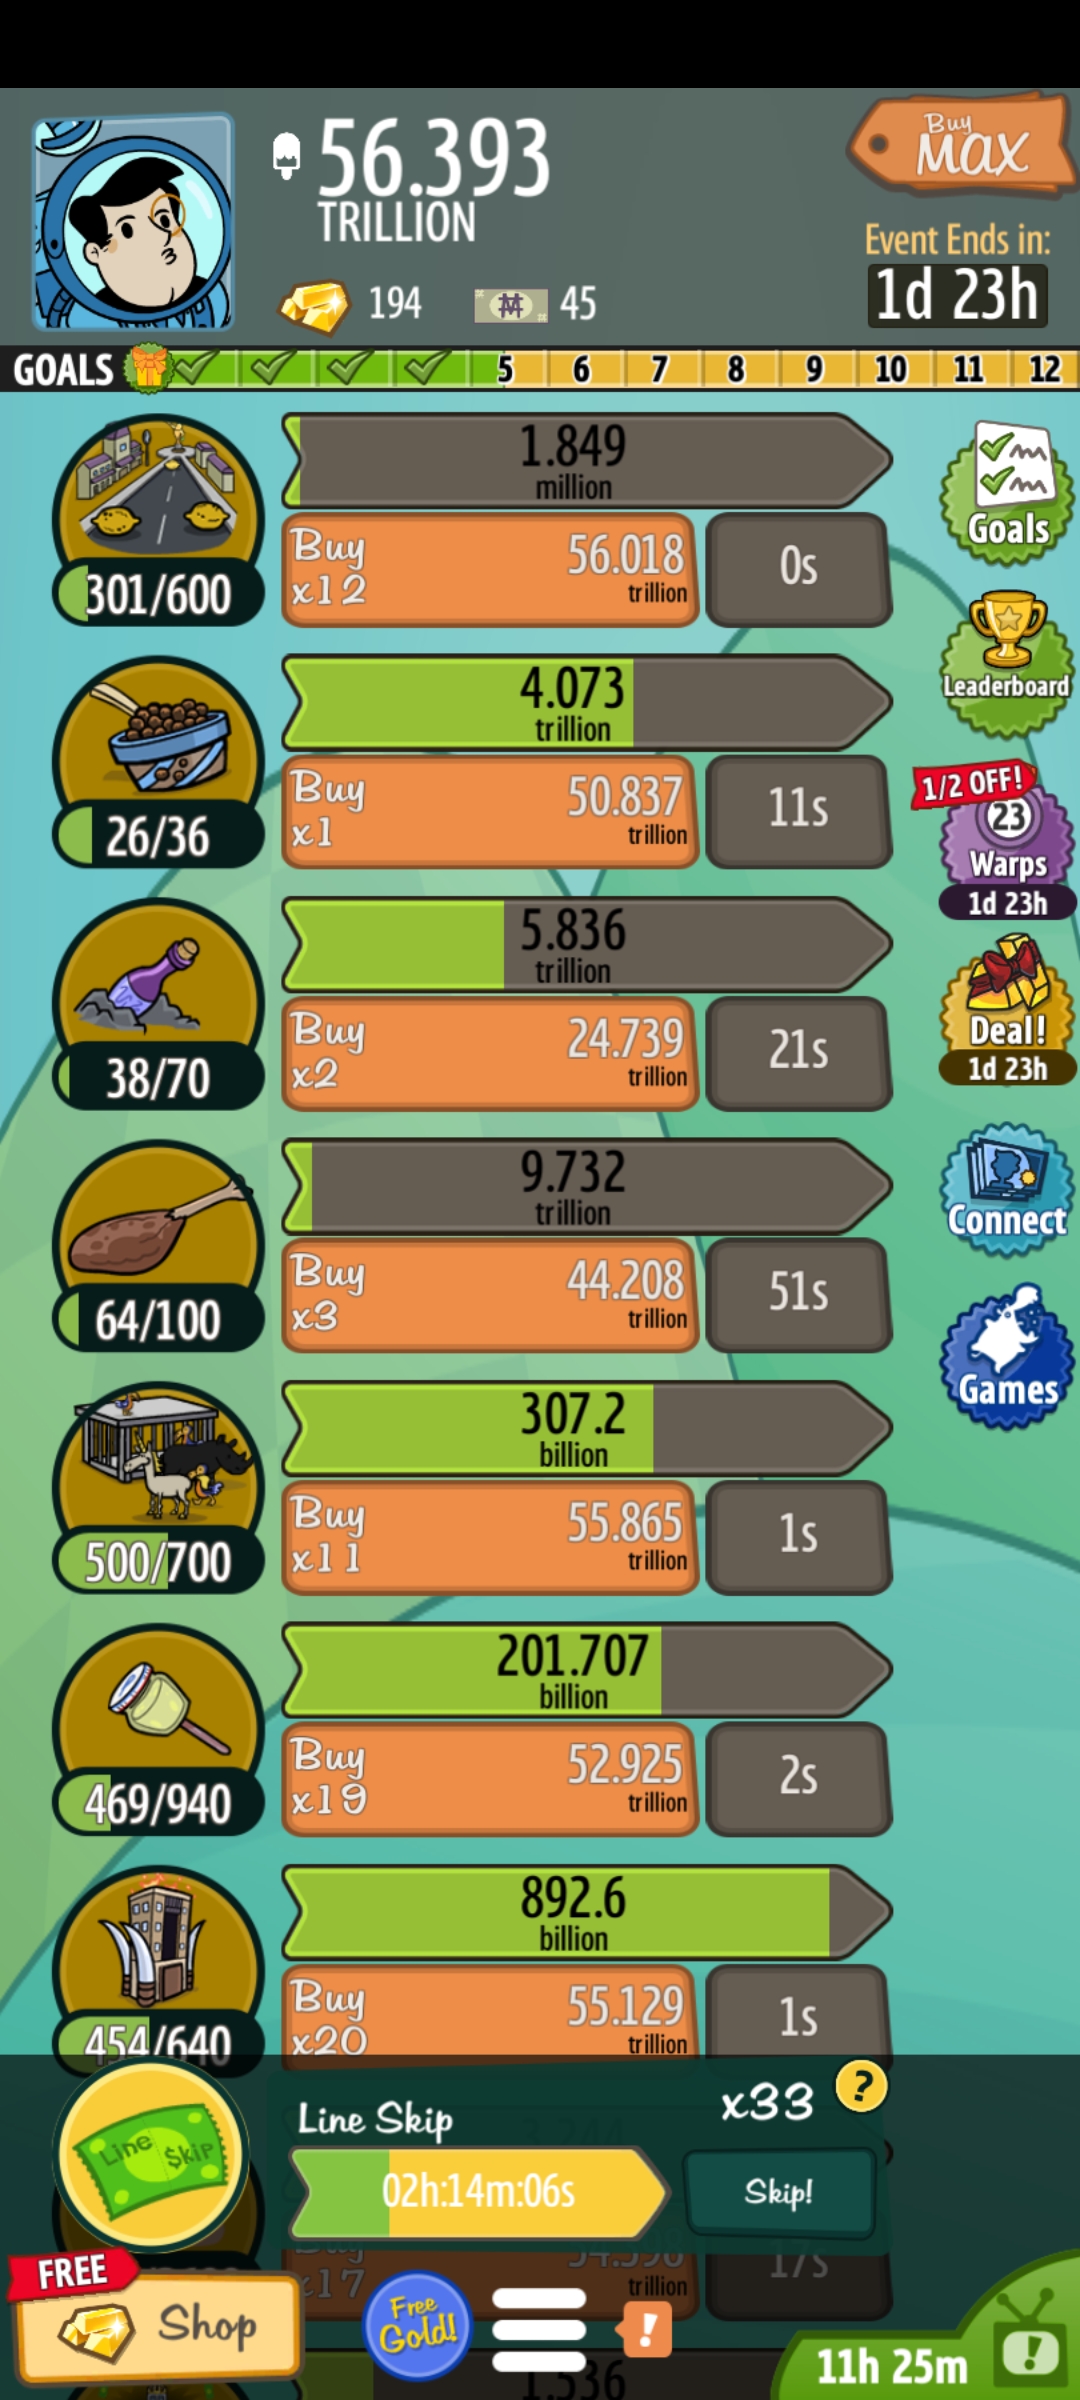 56.393
TRILLION
Buy
MAX
194
45
Event Ends in:
1d 23h
GOALS
5
6
7
8
9
10
11
12
1.849
million
Buy
x12
56.018
trillion
0s
301/600
Goals
4.073
trillion
Leaderboard
Buy
x1
50.837
trillion
11s
26/36
1/2 OFF!
23
Warps
1d 23h
5.836
trillion
Buy
x2
24.739
trillion
21s
38/70
Deal!
1d 23h
9.732
trillion
Connect
Buy
x3
44.208
trillion
51s
64/100
Games
307.2
billion
Buy
x11
55.865
trillion
1s
500/700
201.707
billion
Buy
x19
52.925
trillion
2s
469/940
892.6
billion
Buy
x20
55.129
trillion
1s
454/640
Line Skip
x33
?
Line $kip
02h:14m:06s
Skip!
Buy
x17
trillion
17s
FREE
Shop
Free
Gold!
!
11h 25m
!
1.536